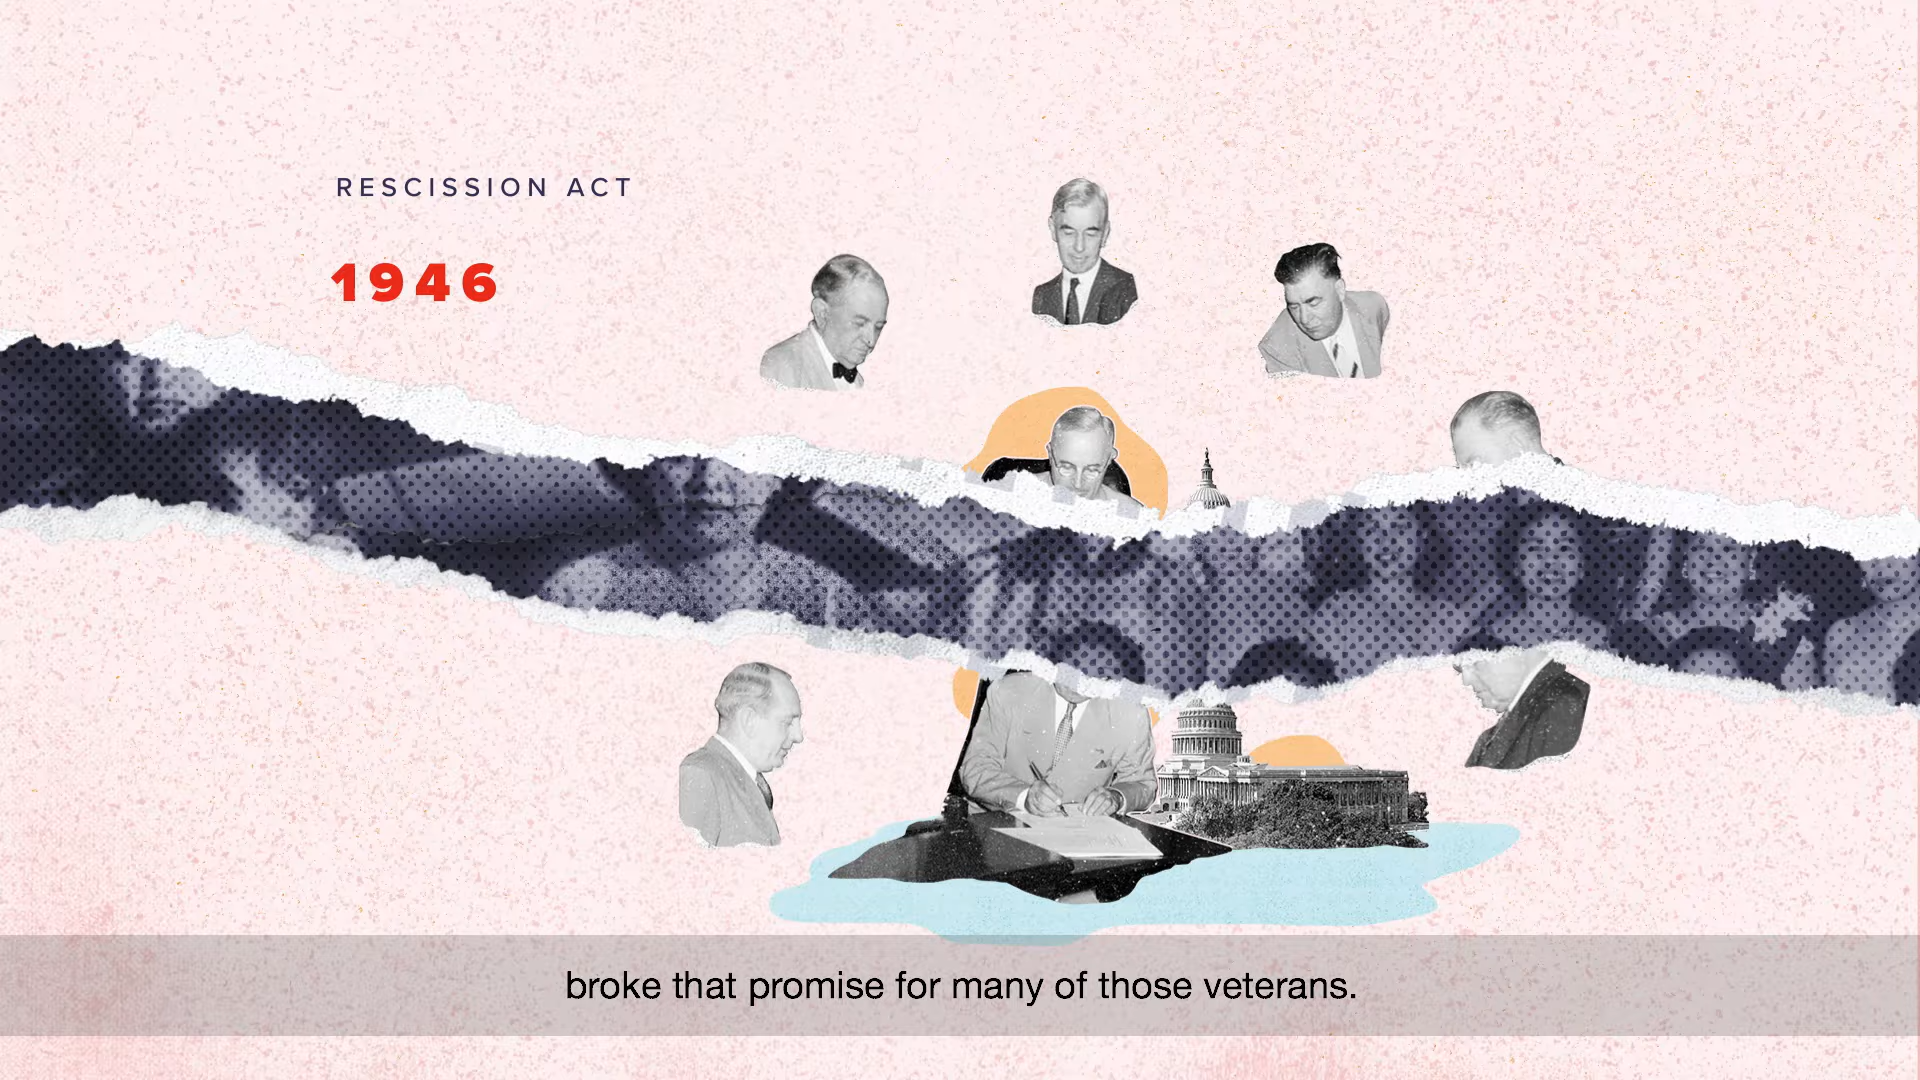 RESCISSION ACT
1946
broke that promise for many of those veterans.